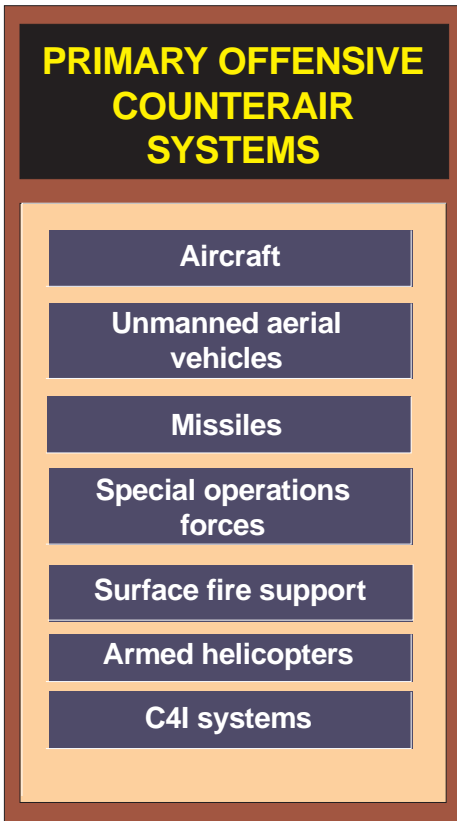 PRIMARY OFFENSIVE
COUNTERAIR
SYSTEMS
Aircraft
Unmanned aerial
vehicles
Missiles
Special operations
forces
Surface fire support
Armed helicopters
C4I systems